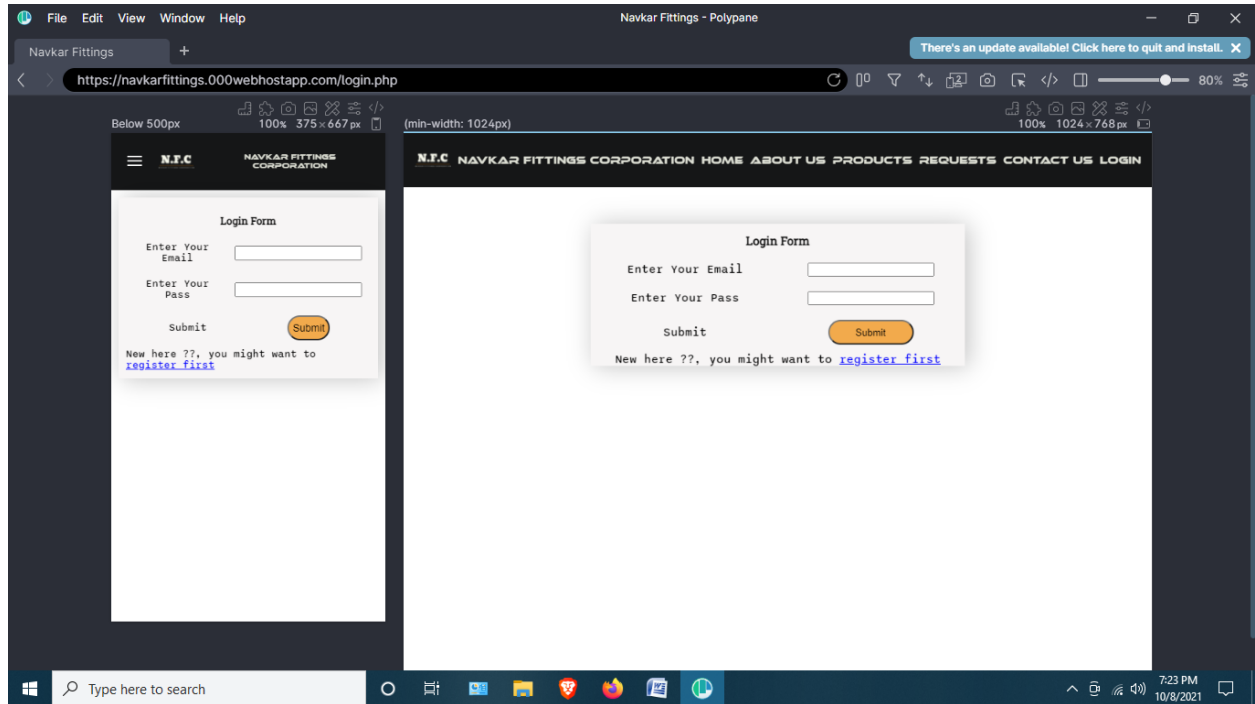 File Edit View Window Help
Navkar Fittings - Polypane
Navkar Fittings
There's an update available! Click here to quit and install. X
https://navkarfittings.000webhostapp.com/login.php
80%
Below 500px
100% 375×667px
N.F.C
NAVKAR FITTINGS
CORPORATION
Login Form
Enter Your
Email
Enter Your
Pass
Submit Submit
New here ??, you might want to
register first
(min-width: 1024px)
100% 1024×768px
N.F.C NAVKAR FITTINGS CORPORATION HOME ABOUT US PRODUCTS REQUESTS CONTACT US LOGIN
Login Form
Enter Your Email
Enter Your Pass
Submit Submit
New here ??, you might want to register first
Type here to search
7:23 PM
10/8/2021